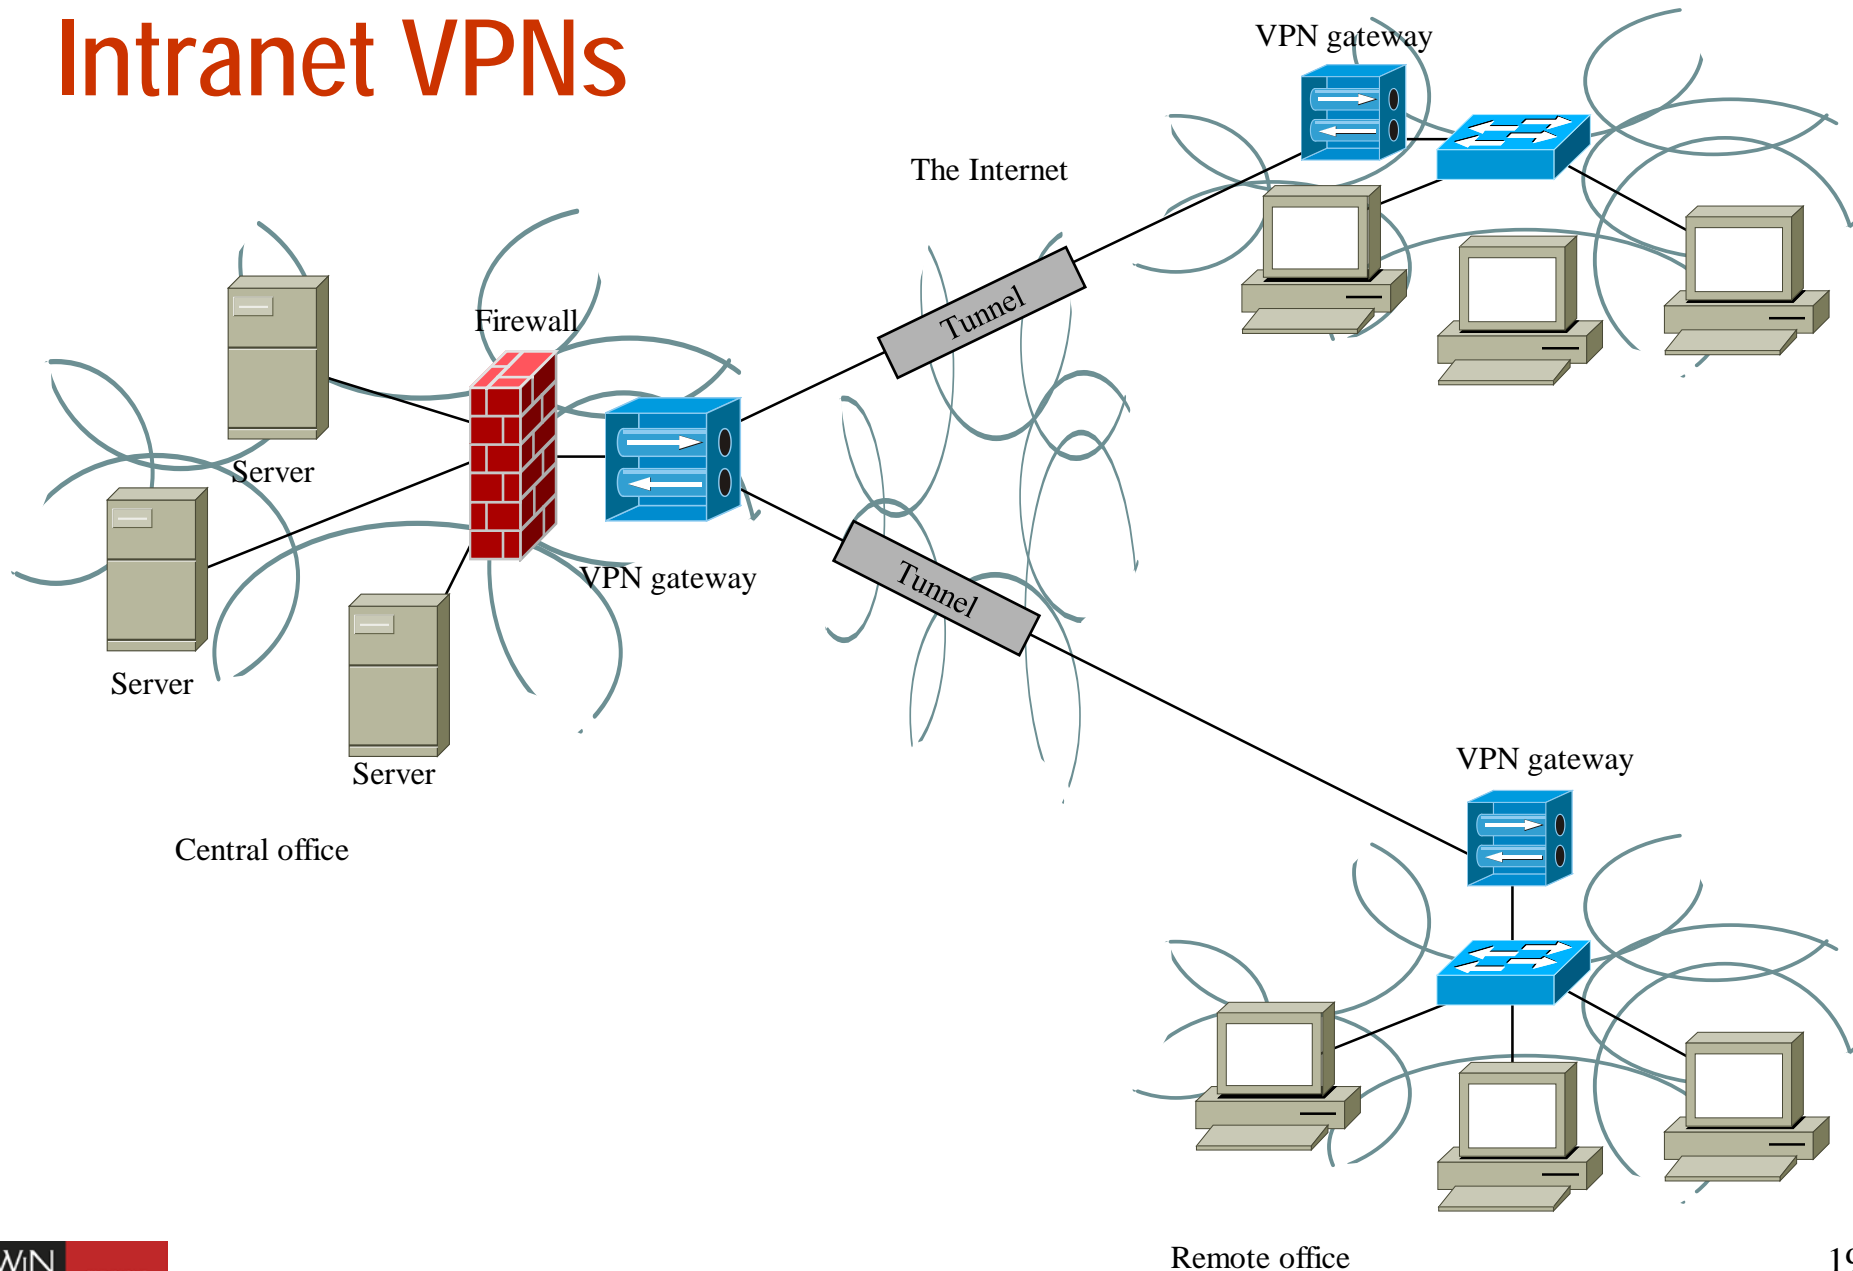 Intranet VPNs
VPN gateway
The Internet
Tunnel
Firewall
Server
VPN gateway
Tunnel
Server
Server
VPN gateway
Central office
Remote office